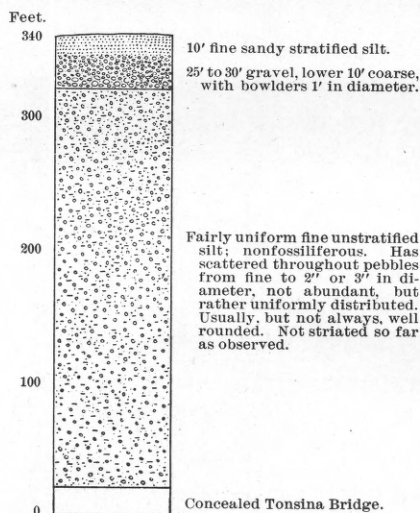 Feet.
340
10' fine sandy stratified silt.
25' to 30' gravel, lower 10' coarse,
with bowlders 1' in diameter.
300
Fairly uniform fine unstratified
silt; nonfossiliferous. Has
200
scattered throughout pebbles
from fine to 2" or 3" in di-
ameter, not abundant, but
rather uniformly distributed.
Usually, but not always, well
rounded. Not striated so far
as observed.
100
Concealed Tonsina Bridge.
0